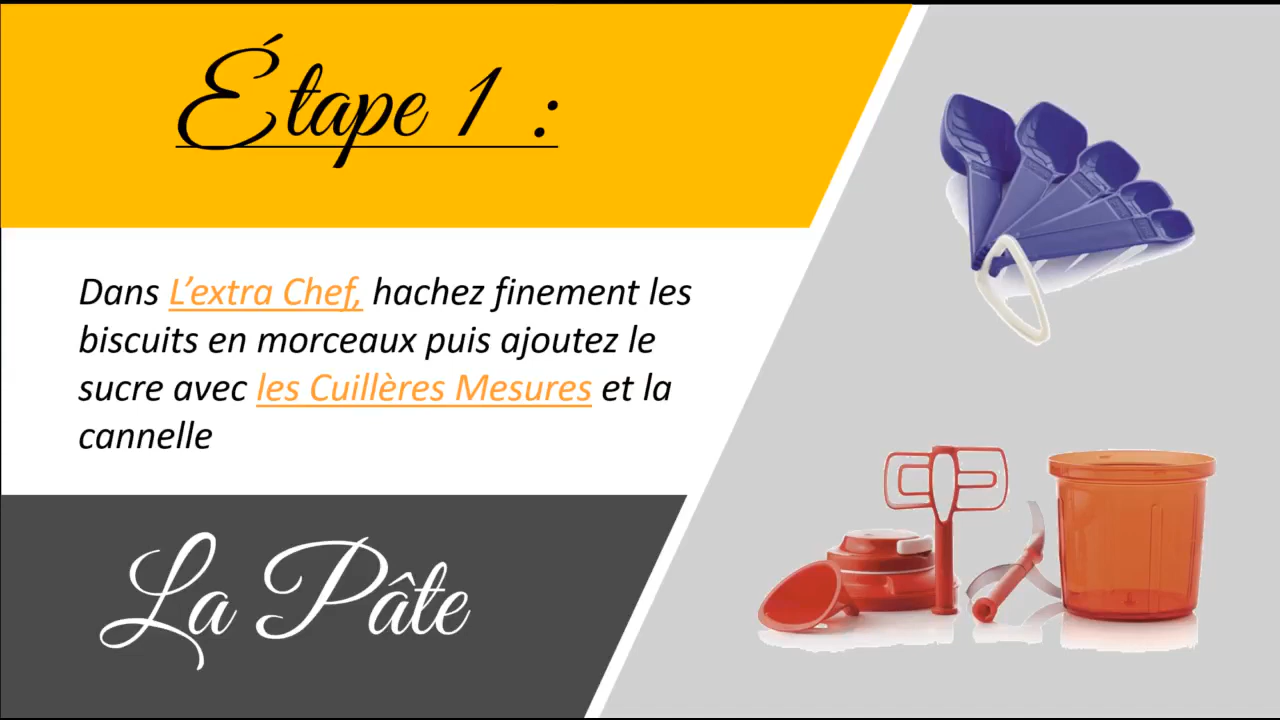 Étape 1 :
Dans L’extra Chef, hachez finement les
biscuits en morceaux puis ajoutez le
sucre avec les Cuillères Mesures et la
cannelle
La Pâte